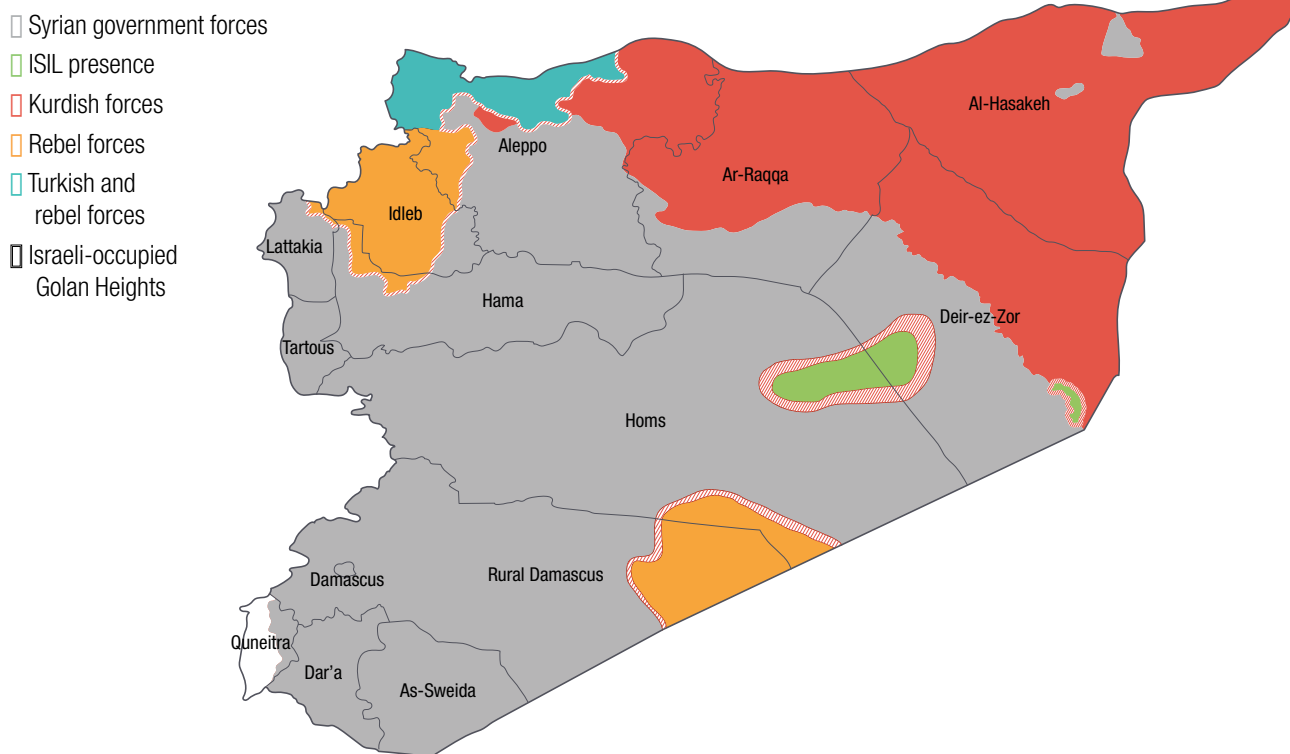 Syrian government forces
ISIL presence
Kurdish forces
Rebel forces
Turkish and
rebel forces
Israeli-occupied
Golan Heights
Al-Hasakeh
Aleppo
Ar-Raqqa
Idleb
Lattakia
Hama
Deir-ez-Zor
Tartous
Homs
Damascus
Rural Damascus
Quneitra
Dar'a
As-Sweida